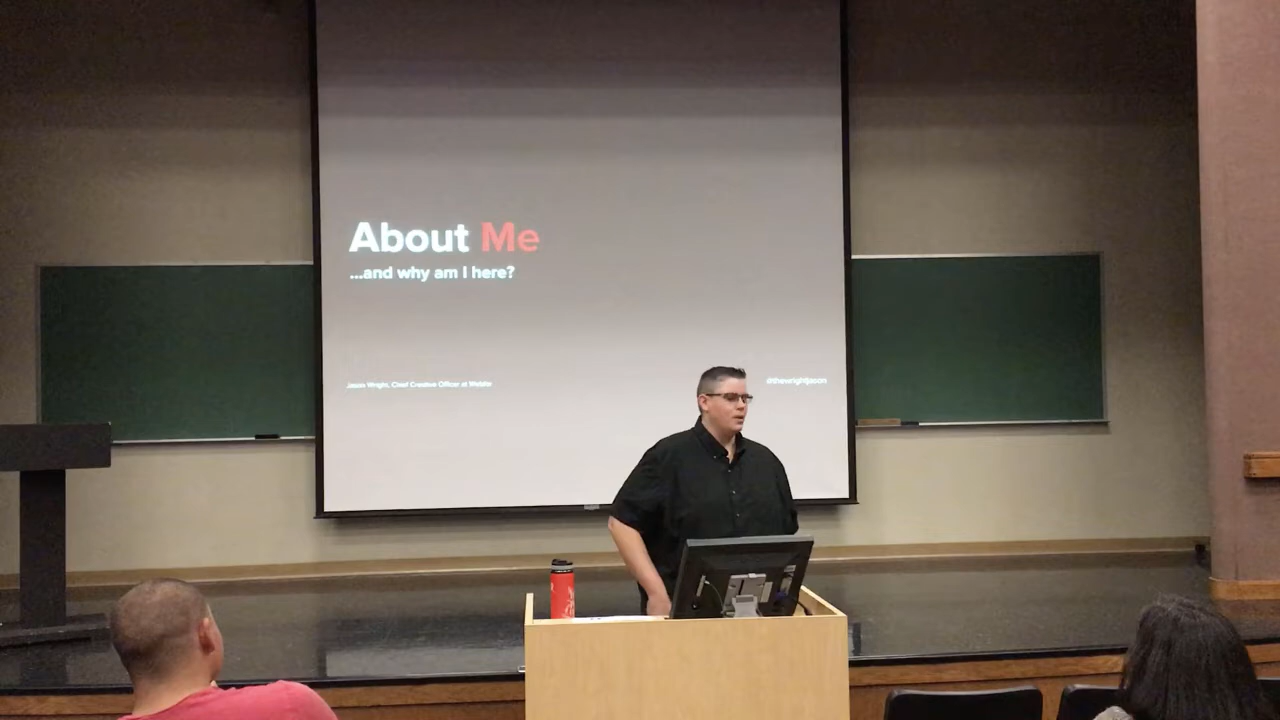 About Me
...and why am I here?
Jason Wright, Chief Creative Officer at Webfor
@thewrightjason